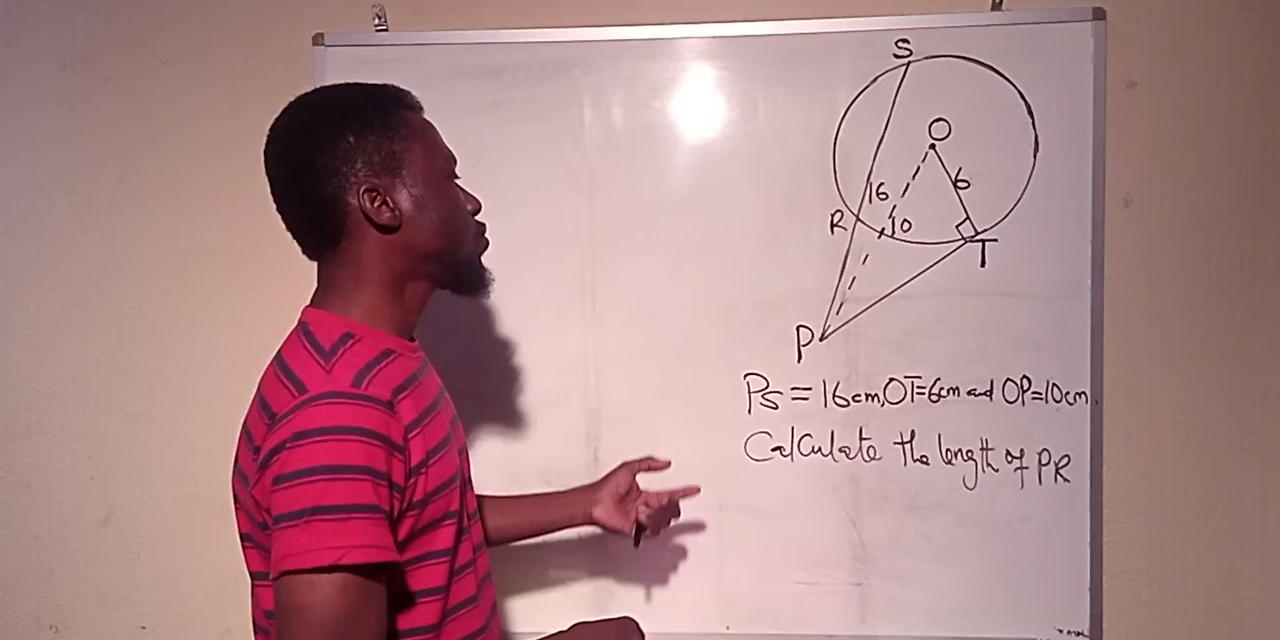 S
O
16
6
R
10
T
P
PS = 16cm, OT=6cm and OP=10cm.
Calculate the length of PR